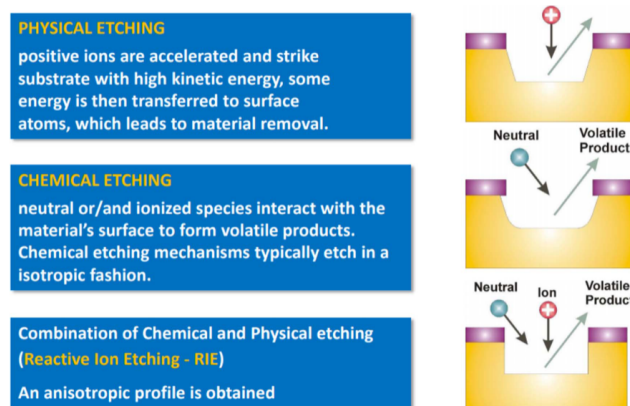 PHYSICAL ETCHING
positive ions are accelerated and strike
substrate with high kinetic energy, some
energy is then transferred to surface
atoms, which leads to material removal.
+
CHEMICAL ETCHING
neutral or/and ionized species interact with the
material's surface to form volatile products.
Chemical etching mechanisms typically etch in a
isotropic fashion.
Neutral
Volatile
Product
Combination of Chemical and Physical etching
(Reactive Ion Etching - RIE)
An anisotropic profile is obtained
Neutral
Ion
Volatile
Product
+